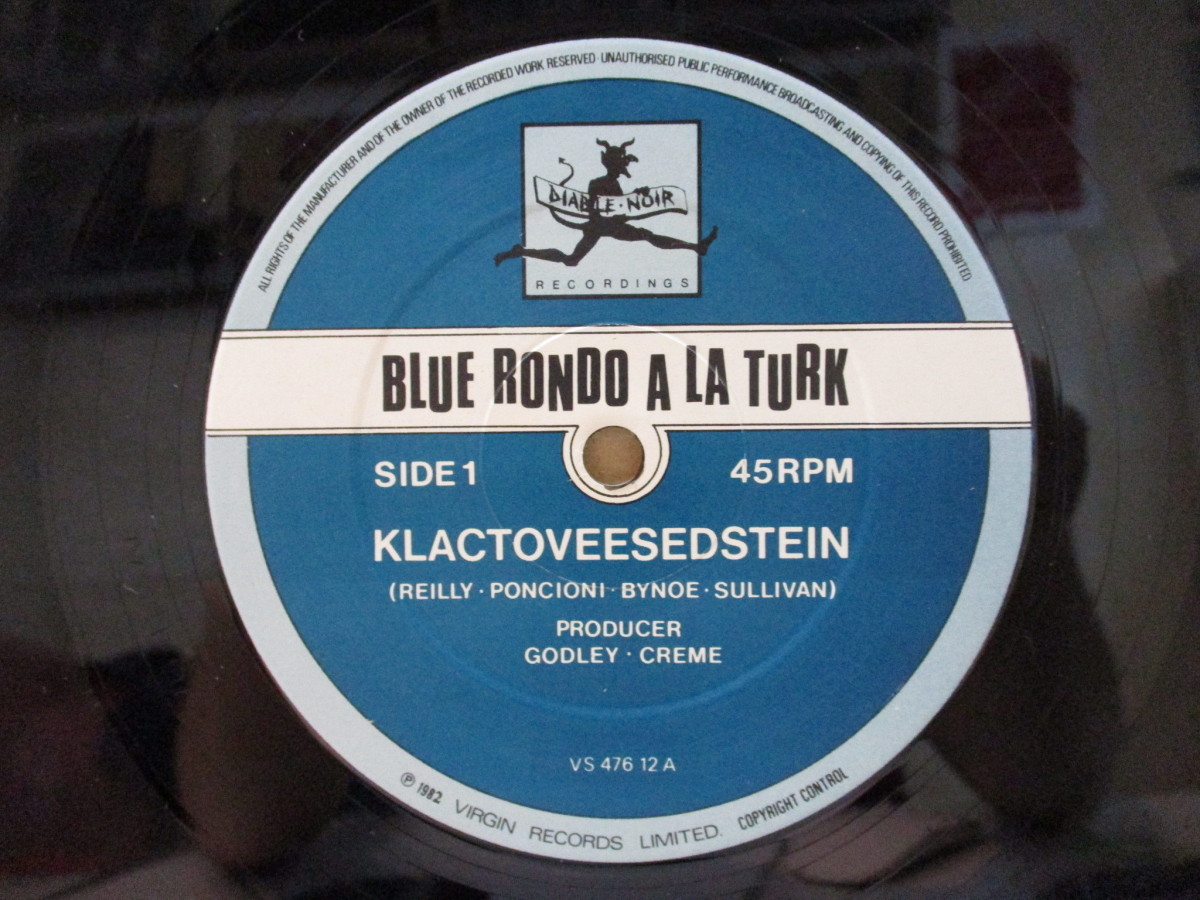 ALL RIGHTS OF THE MANUFACTURER AND OF THE OWNER OF THE RECORDED WORK RESERVED · UNAUTHORISED PUBLIC PERFORMANCE BROADCASTING AND COPYING OF THIS RECORD PROHIBITED
DIABLE · NOIR
RECORDINGS
BLUE RONDO A LA TURK
SIDE 1 45 RPM
KLACTOVEESEDSTEIN
(REILLY · PONCIONI · BYNOE · SULLIVAN)
PRODUCER
GODLEY · CREME
VS 476 12 A
℗ 1982 VIRGIN RECORDS LIMITED. COPYRIGHT CONTROL